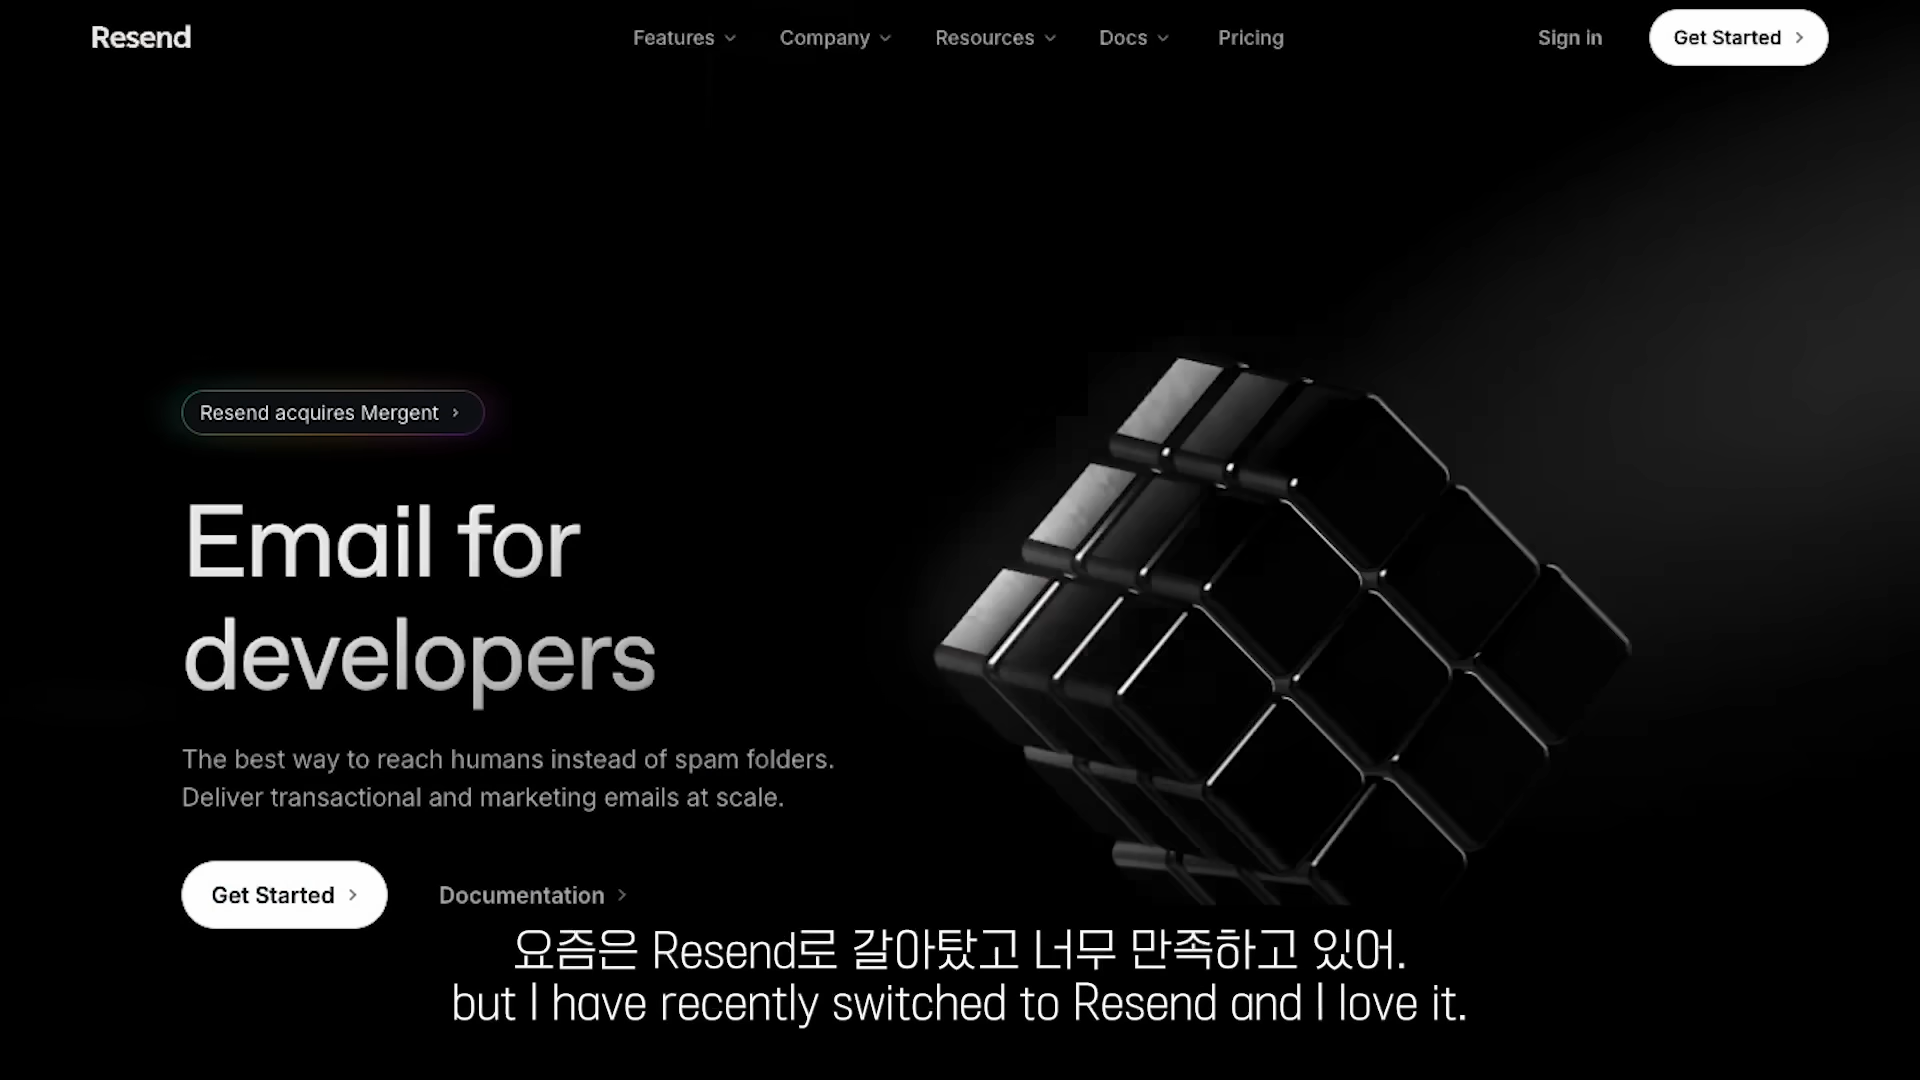 Resend
Features
Company
Resources
Docs
Pricing
Sign in
Get Started
Resend acquires Mergent
Email for
developers
The best way to reach humans instead of spam folders.
Deliver transactional and marketing emails at scale.
Get Started
Documentation
요즘은 Resend로 갈아탔고 너무 만족하고 있어.
but I have recently switched to Resend and I love it.